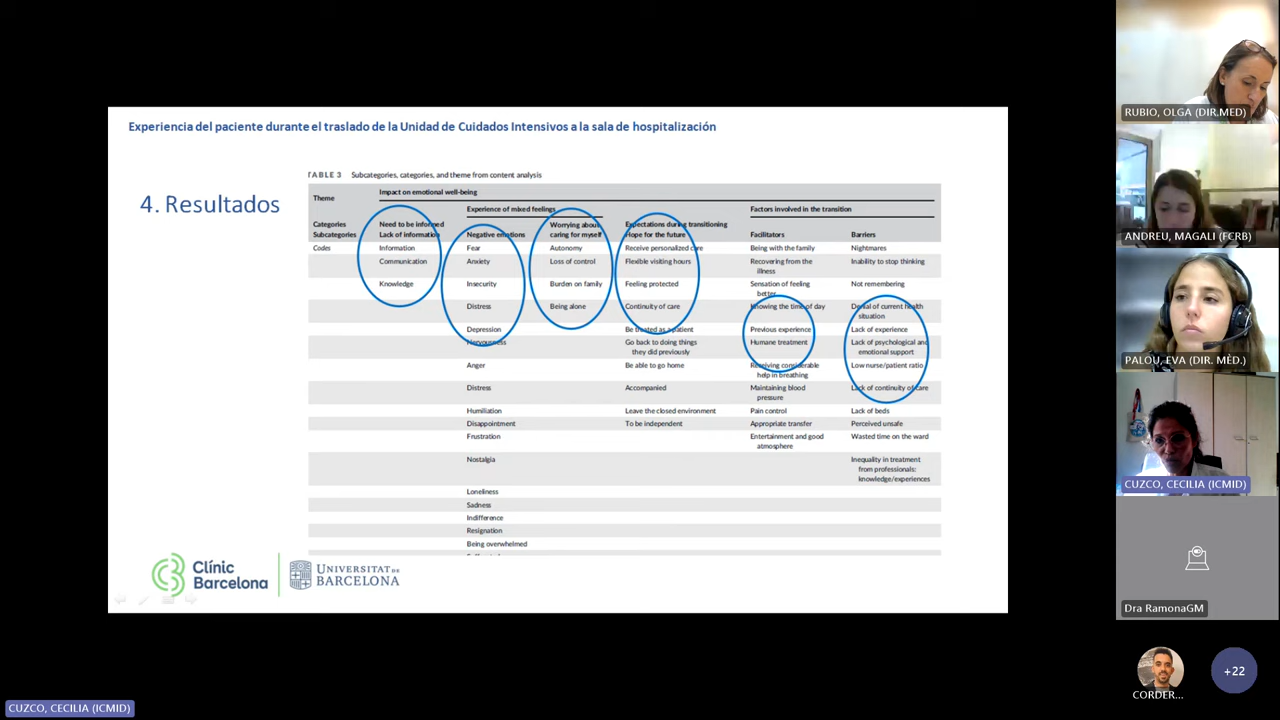 Experiencia del paciente durante el traslado de la Unidad de Cuidados Intensivos a la sala de hospitalización
4. Resultados
TABLE 3 Subcategories, categories, and theme from content analysis
Theme Impact on emotional well-being
Experience of mixed feelings Factors involved in the transition
Categories Need to be informed Worrying about Expectations during transitioning
Subcategories Lack of information Negative emotions caring for myself Hope for the future Facilitators Barriers
Codes Information Fear Autonomy Receive personalized care Being with the family Nightmares
Communication Anxiety Loss of control Flexible visiting hours Recovering from the Inability to stop thinking
illness
Knowledge Insecurity Burden on family Feeling protected Sensation of feeling Not remembering
better
Distress Being alone Continuity of care Knowing the time of day Denial of current health
situation
Depression Be treated as a patient Previous experience Lack of experience
Nervousness Go back to doing things Humane treatment Lack of psychological and
they did previously emotional support
Anger Be able to go home Receiving considerable Low nurse/patient ratio
help in breathing
Distress Accompanied Maintaining blood Lack of continuity of care
pressure
Humiliation Leave the closed environment Pain control Lack of beds
Disappointment To be independent Appropriate transfer Perceived unsafe
Frustration Entertainment and good Wasted time on the ward
atmosphere
Nostalgia Inequality in treatment
from professionals:
knowledge/experiences
Loneliness
Sadness
Indifference
Resignation
Being overwhelmed
Clínic
Barcelona
UNIVERSITAT DE
BARCELONA
RUBIO, OLGA (DIR.MED)
ANDREU, MAGALI (FCRB)
PALOU, EVA (DIR. MÈD.)
CUZCO, CECILIA (ICMID)
Dra RamonaGM
CORDER...
+22
CUZCO, CECILIA (ICMID)